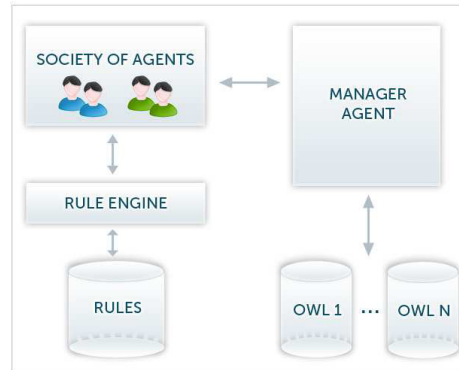 SOCIETY OF AGENTS
MANAGER
AGENT
RULE ENGINE
RULES
OWL 1 ... OWL N